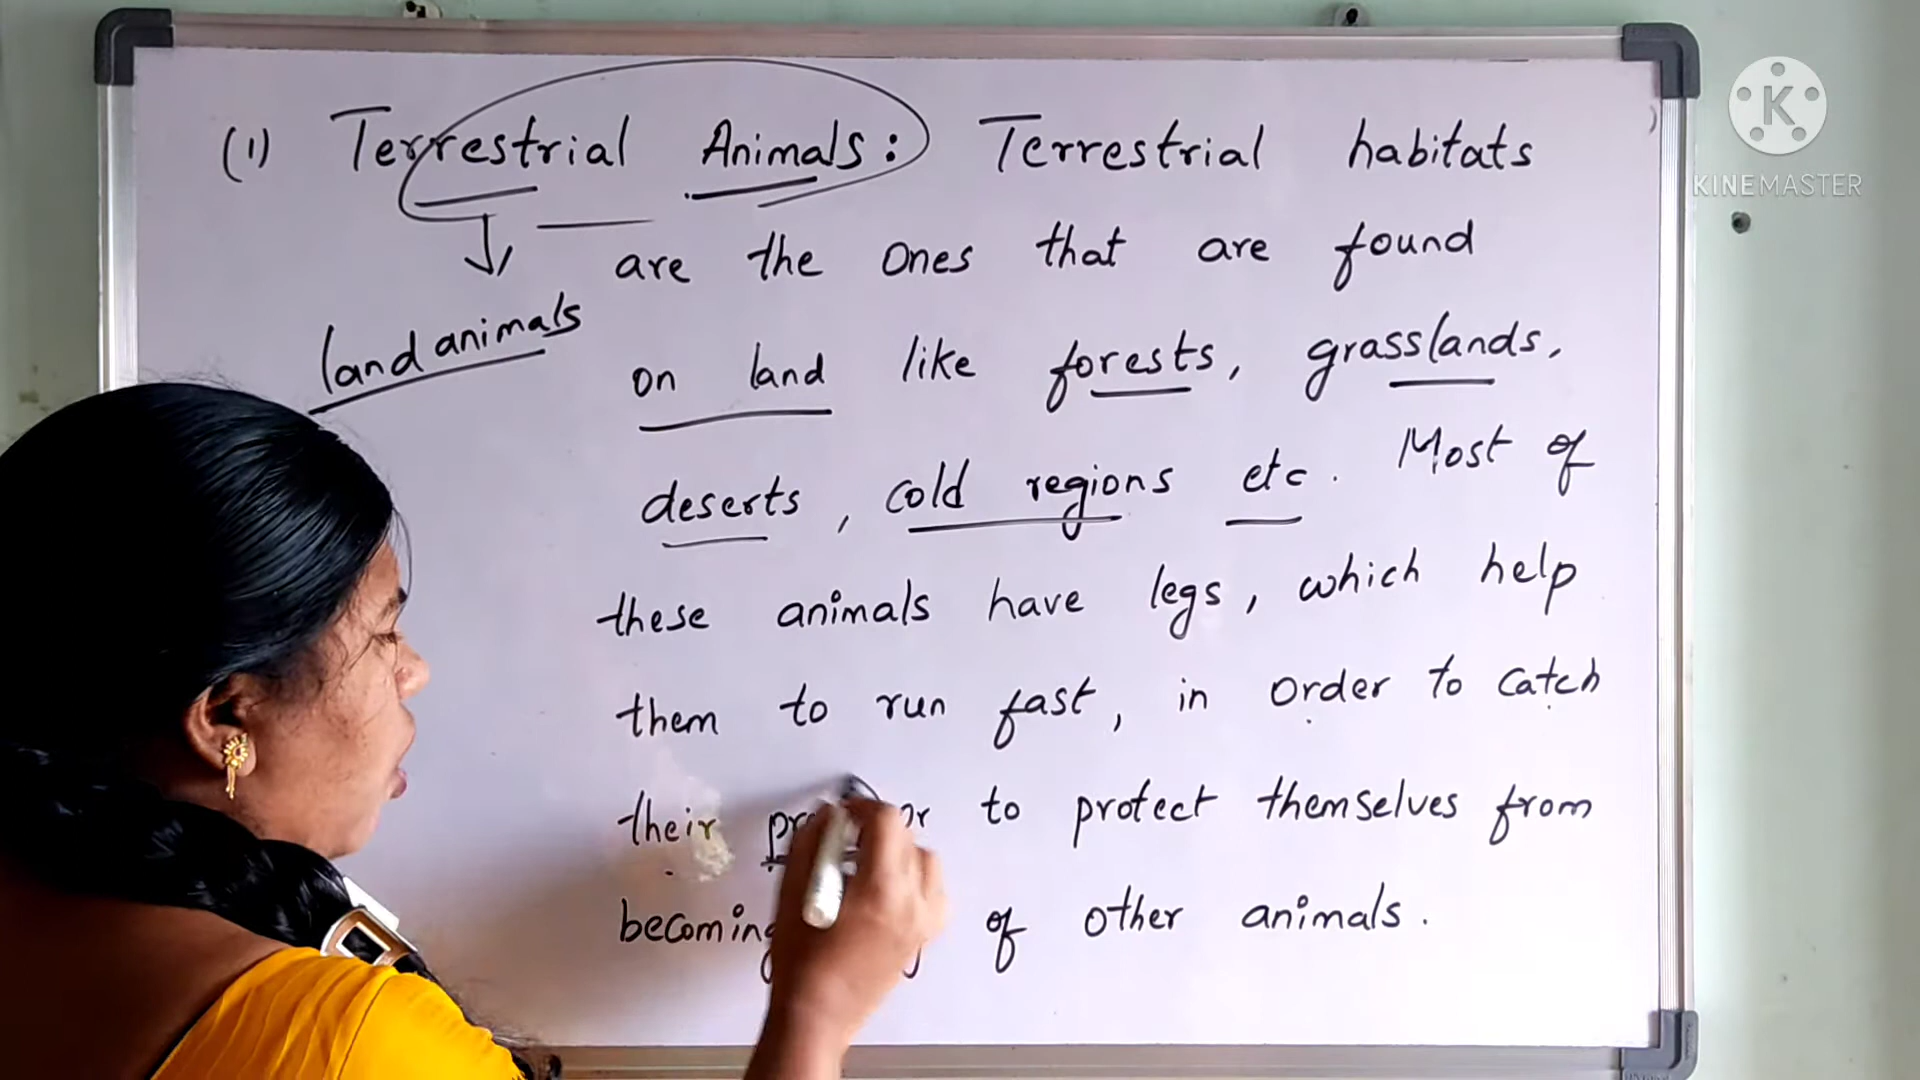 (1) Terrestrial Animals: Terrestrial habitats
are the ones that are found
land animals
on land like forests, grasslands,
deserts, cold regions etc. Most of
these animals have legs, which help
them to run fast, in order to catch
their or to protect themselves from
becoming of other animals.
K
KINEMASTER